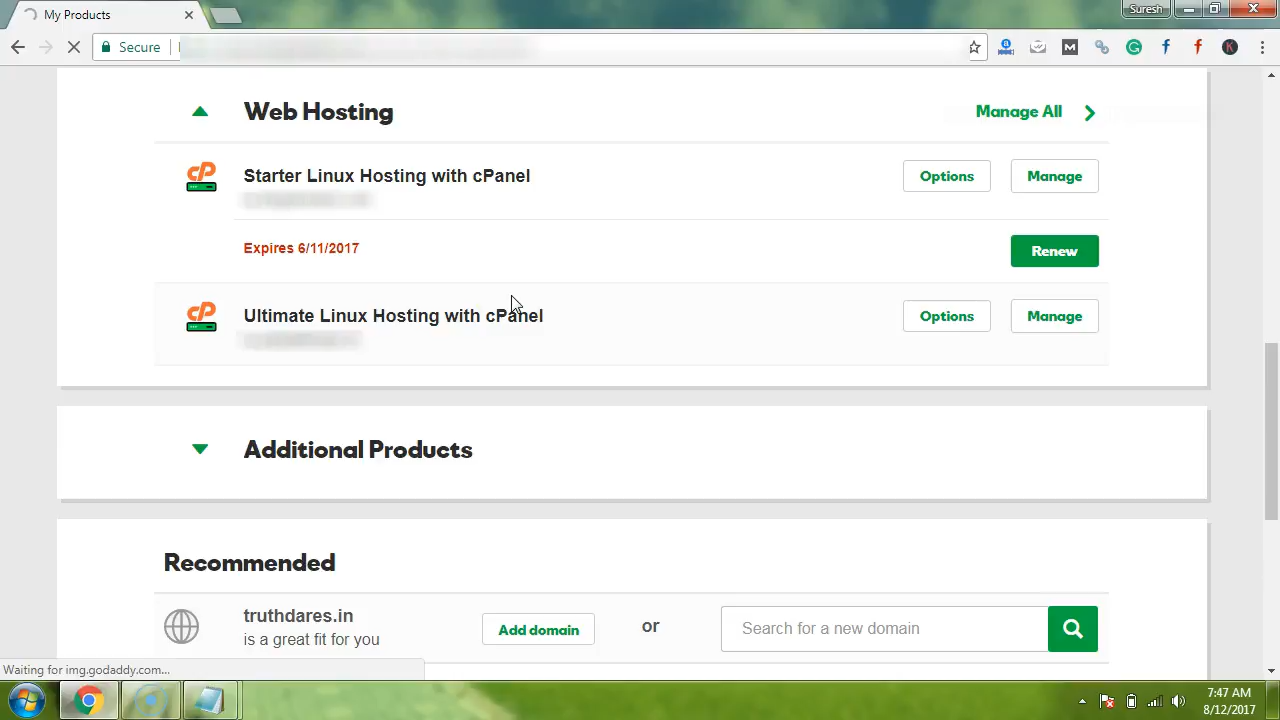 My Products
Suresh
Secure
Web Hosting
Manage All
Starter Linux Hosting with cPanel
Options
Manage
Expires 6/11/2017
Renew
Ultimate Linux Hosting with cPanel
Options
Manage
Additional Products
Recommended
truthdares.in
is a great fit for you
Add domain
or
Search for a new domain
Waiting for img.godaddy.com...
7:47 AM
8/12/2017